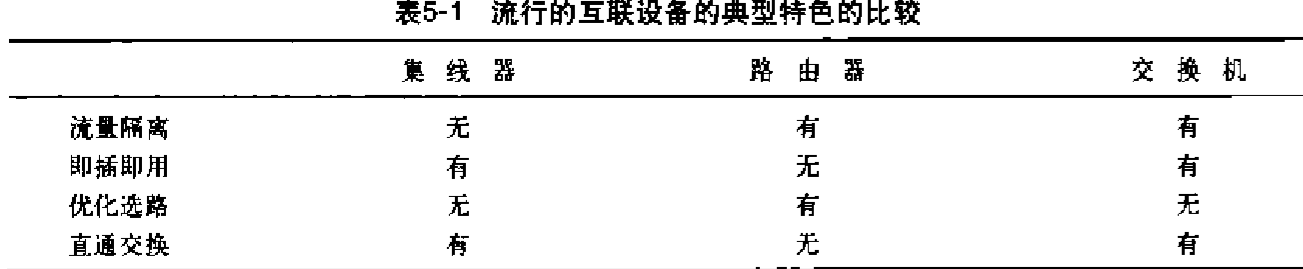 表5-1 流行的互联设备的典型特色的比较
集线器 路由器 交换机
流量隔离 无 有 有
即插即用 有 无 有
优化选路 无 有 无
直通交换 有 无 有